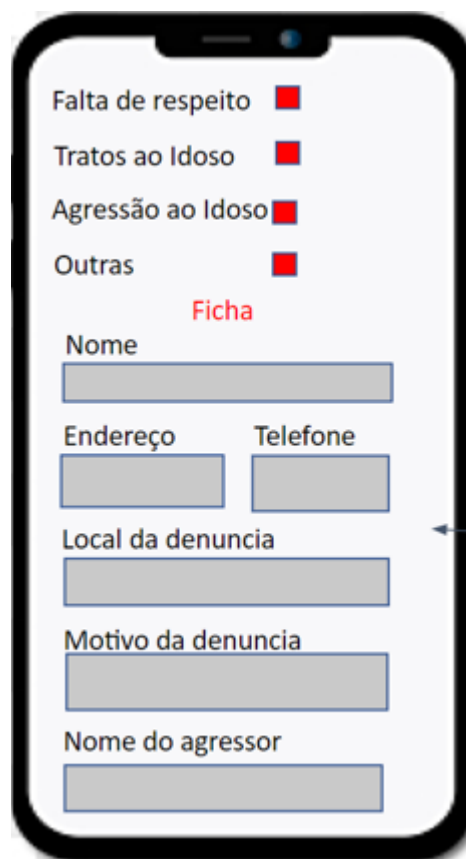 Falta de respeito
Tratos ao Idoso
Agressão ao Idoso
Outras
Ficha
Nome
Endereço Telefone
Local da denuncia
Motivo da denuncia
Nome do agressor